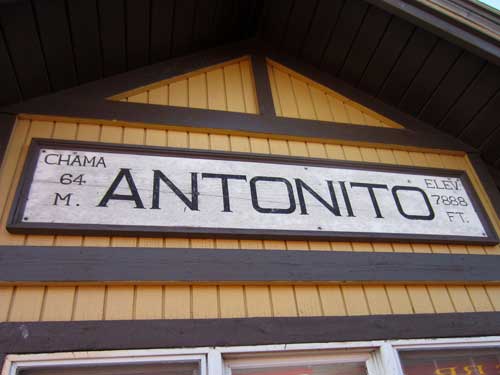 CHAMA
64
M.
ANTONITO
ELEV.
7888
FT.